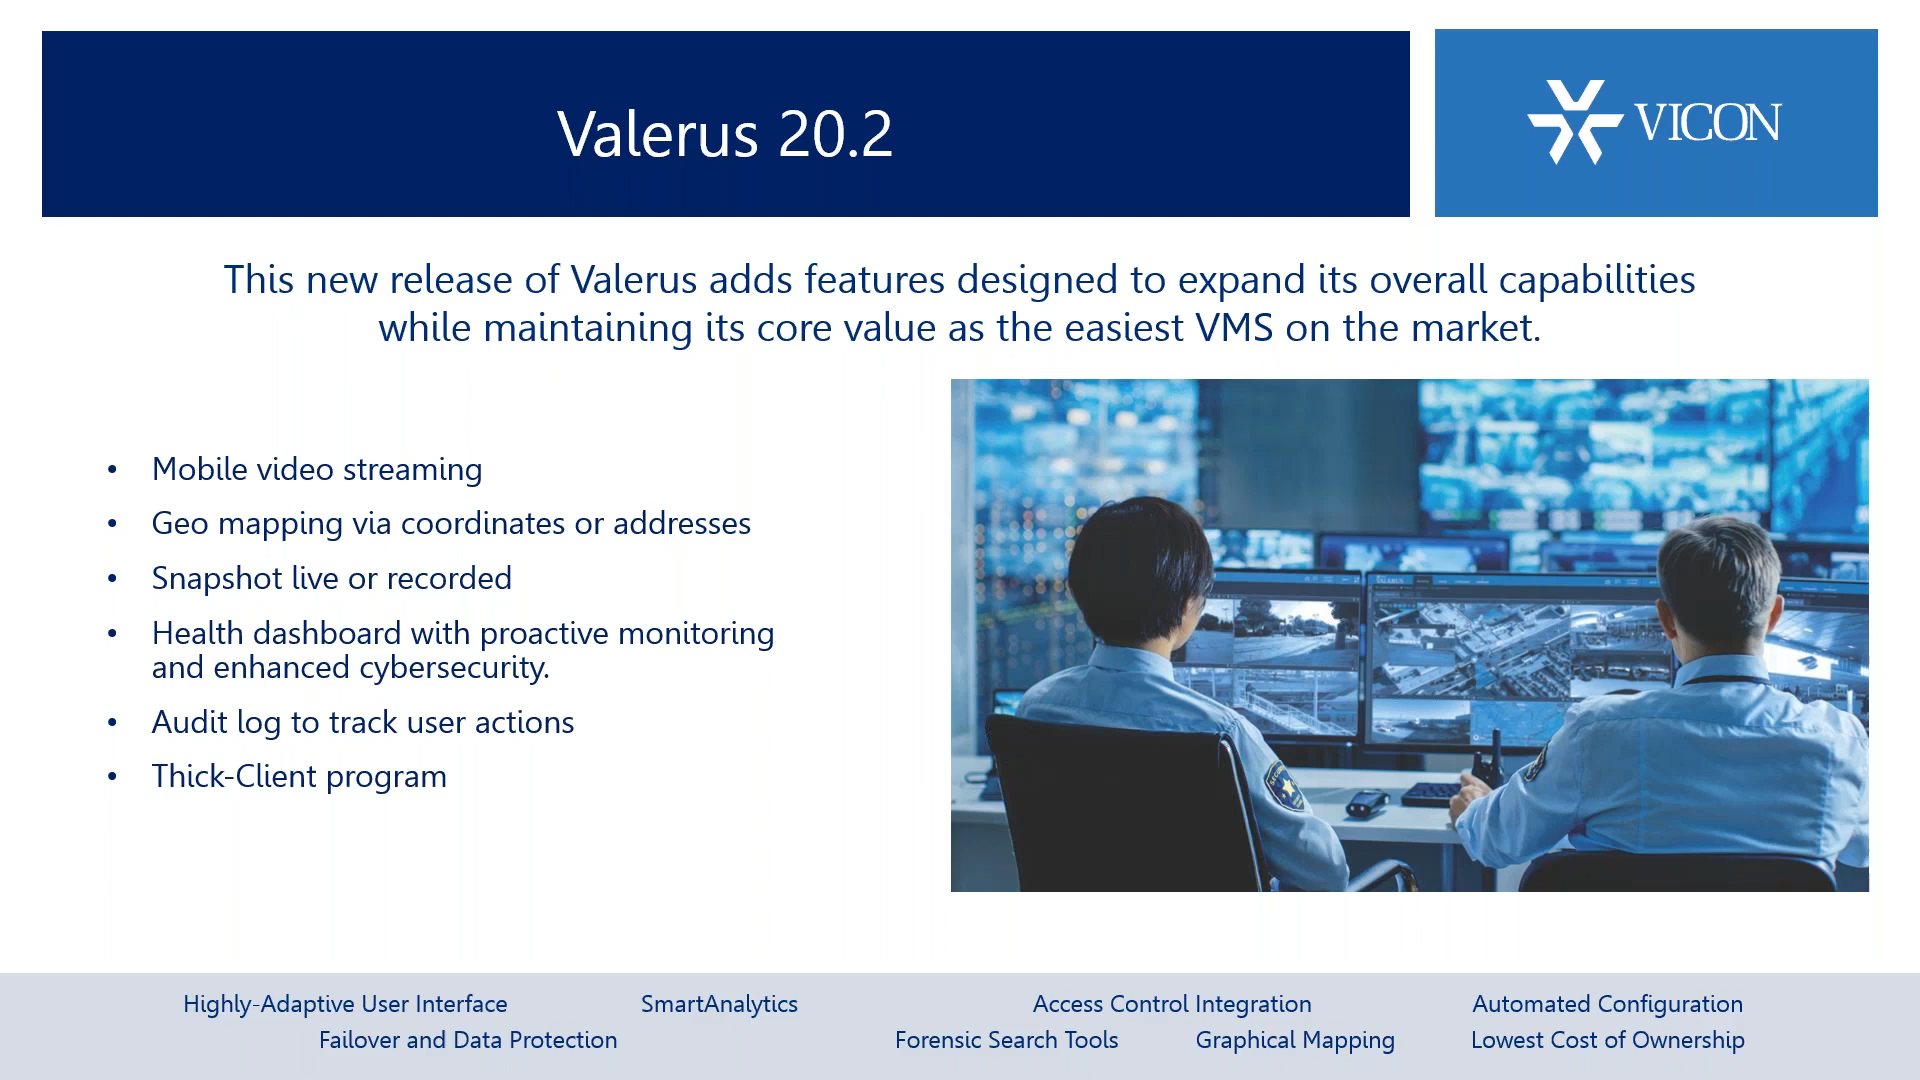 Valerus 20.2
VICON
This new release of Valerus adds features designed to expand its overall capabilities
while maintaining its core value as the easiest VMS on the market.
• Mobile video streaming
• Geo mapping via coordinates or addresses
• Snapshot live or recorded
• Health dashboard with proactive monitoring
and enhanced cybersecurity.
• Audit log to track user actions
• Thick-Client program
Highly-Adaptive User Interface SmartAnalytics Access Control Integration Automated Configuration
Failover and Data Protection Forensic Search Tools Graphical Mapping Lowest Cost of Ownership